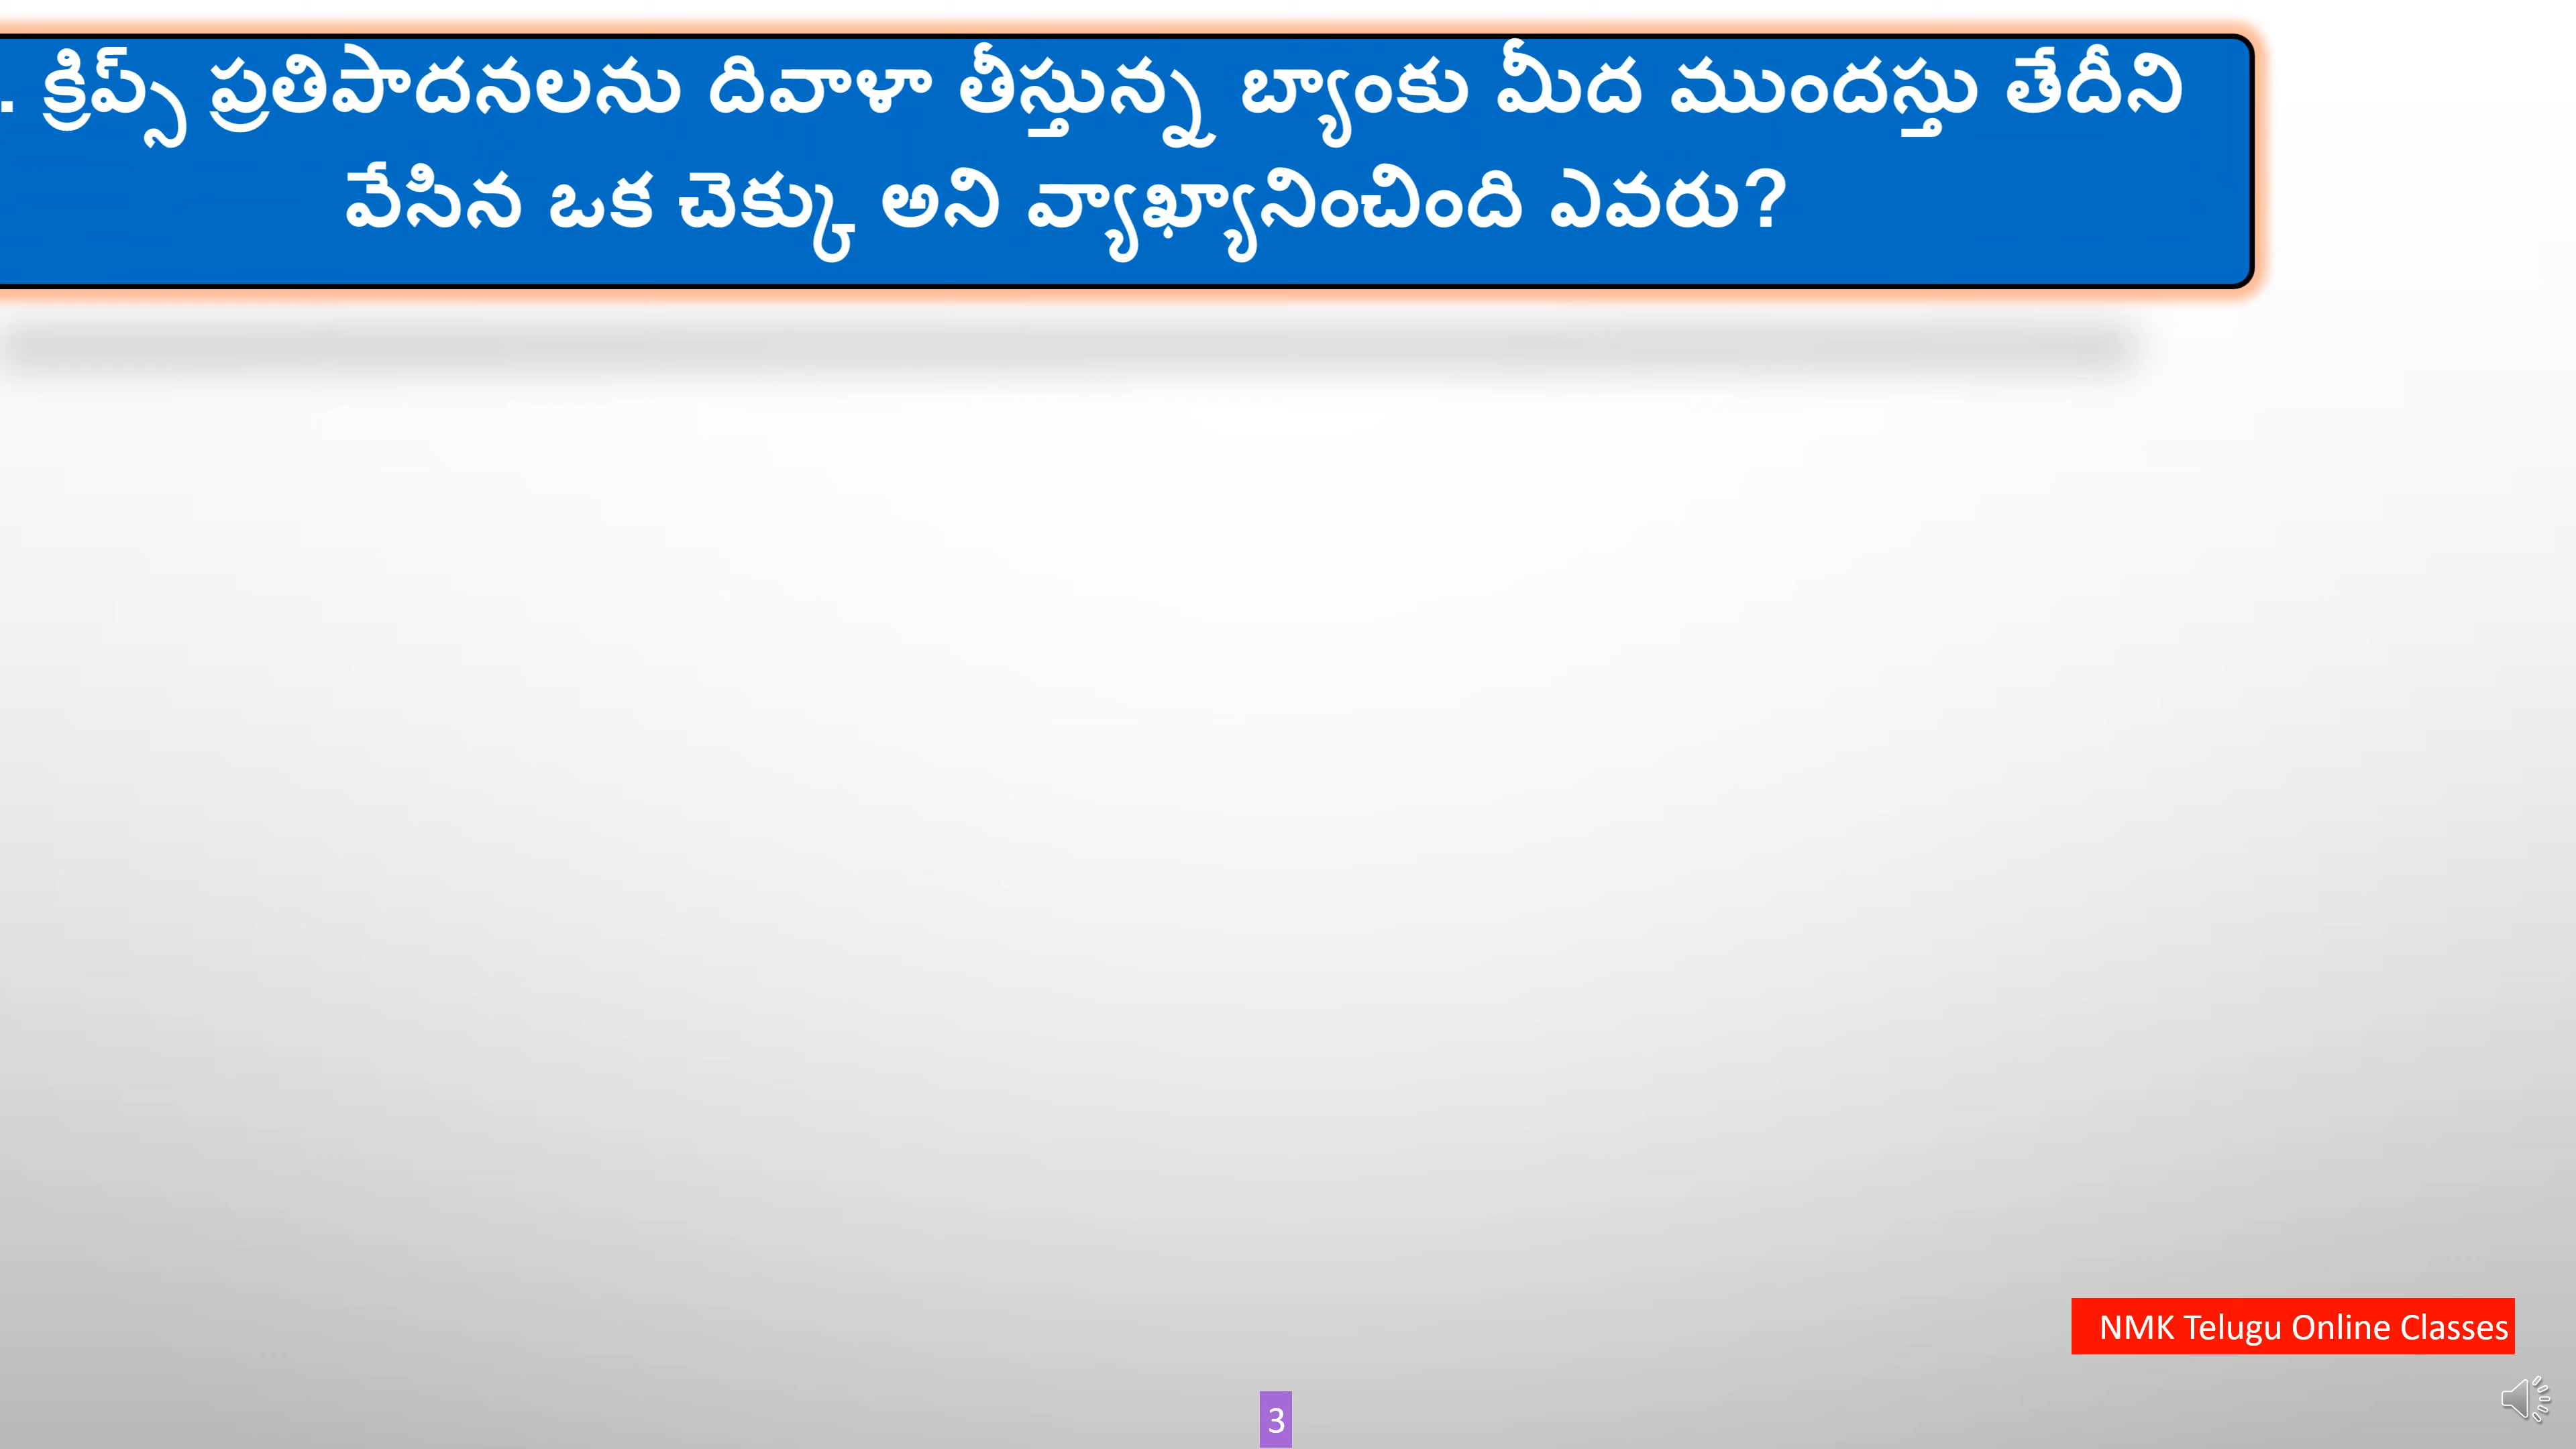 . క్రిప్స్ ప్రతిపాదనలను దివాళా తీస్తున్న బ్యాంకు మీద ముందస్తు తేదీని
వేసిన ఒక చెక్కు అని వ్యాఖ్యానించింది ఎవరు?
NMK Telugu Online Classes
3